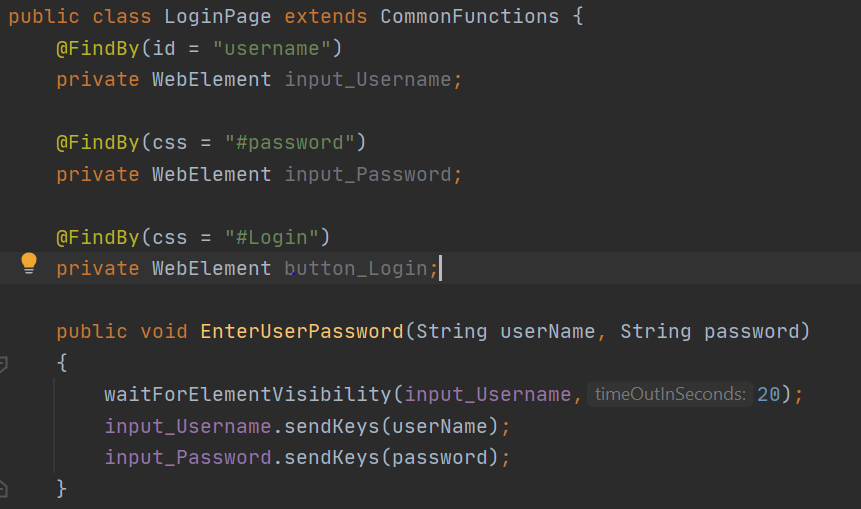 public class LoginPage extends CommonFunctions {
@FindBy(id = "username")
private WebElement input_Username;
@FindBy(css = "#password")
private WebElement input_Password;
@FindBy(css = "#Login")
private WebElement button_Login;
public void EnterUserPassword(String userName, String password)
{
waitForElementVisibility(input_Username, timeOutInSeconds: 20);
input_Username.sendKeys(userName);
input_Password.sendKeys(password);
}